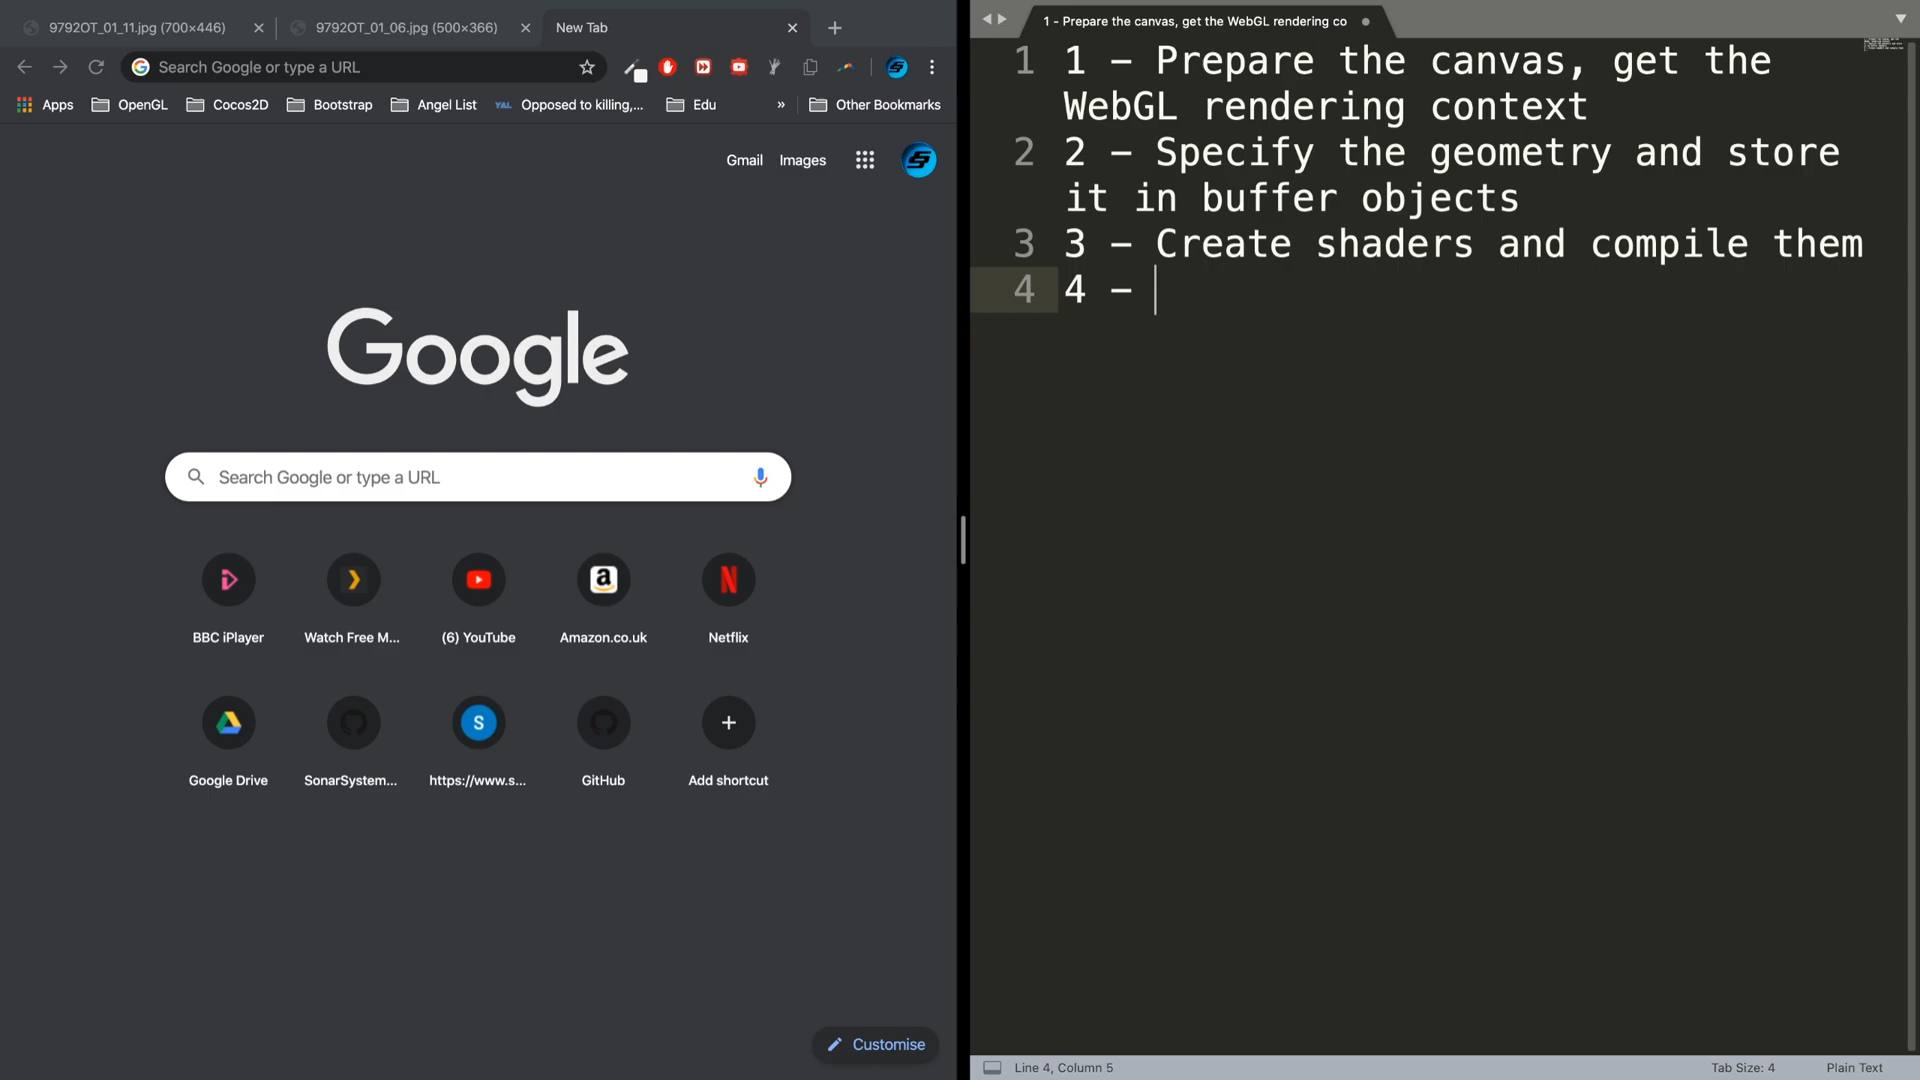 9792OT_01_11.jpg (700×446)
9792OT_01_06.jpg (500×366)
New Tab
Search Google or type a URL
Apps
OpenGL
Cocos2D
Bootstrap
Angel List
YAL
Opposed to killing,...
Edu
»
Other Bookmarks
Gmail
Images
Google
Search Google or type a URL
BBC iPlayer
Watch Free M...
(6) YouTube
Amazon.co.uk
Netflix
S
Google Drive
SonarSystem...
https://www.s...
GitHub
Add shortcut
Customise
1 - Prepare the canvas, get the WebGL rendering co
1 1 – Prepare the canvas, get the
WebGL rendering context
2 2 – Specify the geometry and store
it in buffer objects
3 3 – Create shaders and compile them
4 4 –
Line 4, Column 5
Tab Size: 4
Plain Text